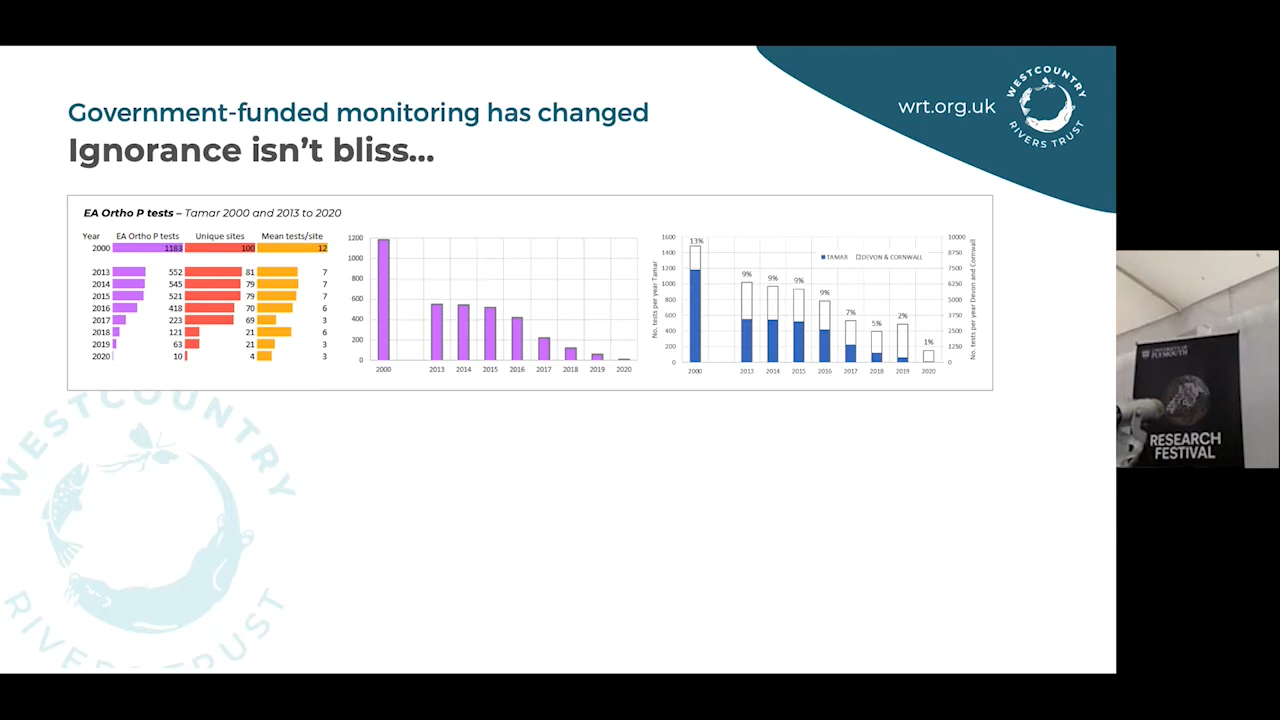 Government-funded monitoring has changed
Ignorance isn't bliss...
wrt.org.uk
WESTCOUNTRY
RIVERS TRUST
EA Ortho P tests – Tamar 2000 and 2013 to 2020
Year EA Ortho P tests Unique sites Mean tests/site
2000 1183 100 12
2013 552 81 7
2014 545 79 7
2015 521 79 7
2016 418 70 6
2017 223 69 3
2018 121 21 6
2019 63 21 3
2020 10 4 3
1200
1000
800
600
400
200
0
2000 2013 2014 2015 2016 2017 2018 2019 2020
No. tests per year Tamar
1600
1400
1200
1000
800
600
400
200
0
13% 9% 9% 9% 9% 7% 5% 2% 1%
TAMAR DEVON & CORNWALL
10000
8750
7500
6250
5000
3750
2500
1250
0
No. tests per year Devon and Cornwall
2000 2013 2014 2015 2016 2017 2018 2019 2020
WESTCOUNTRY
RIVERS TRUST
UNIVERSITY OF
PLYMOUTH
RESEARCH
FESTIVAL